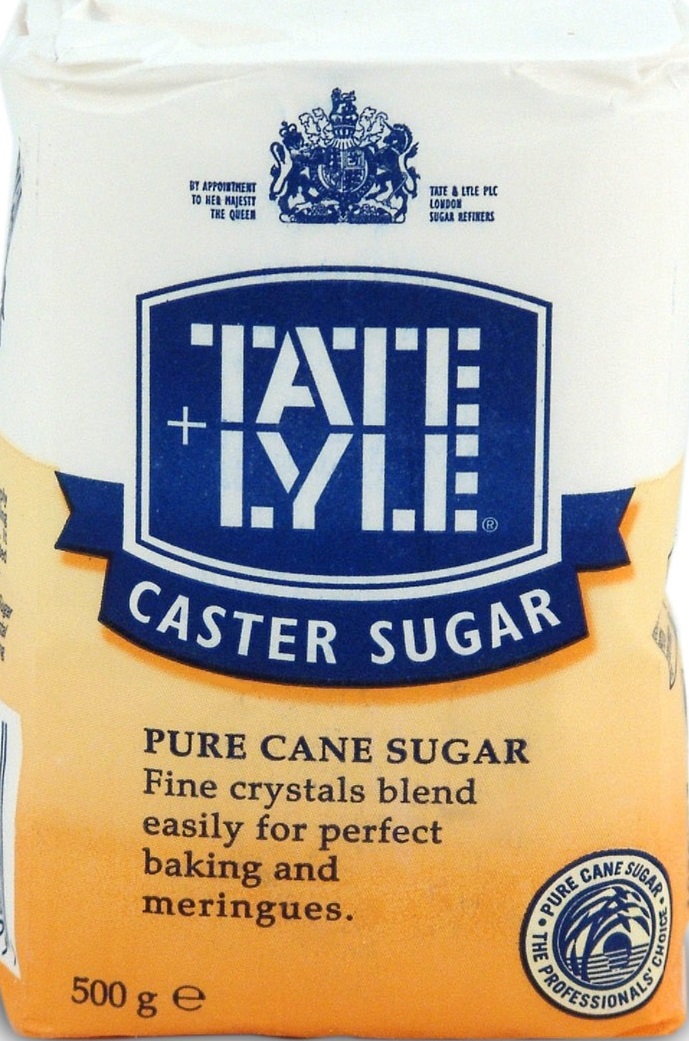 BY APPOINTMENT
TO HER MAJESTY
THE QUEEN
TATE & LYLE PLC
LONDON
SUGAR REFINERS
TATE
+LYLE®
CASTER SUGAR
PURE CANE SUGAR
Fine crystals blend
easily for perfect
baking and
meringues.
500 g ℮
• PURE CANE SUGAR •
THE PROFESSIONALS' CHOICE